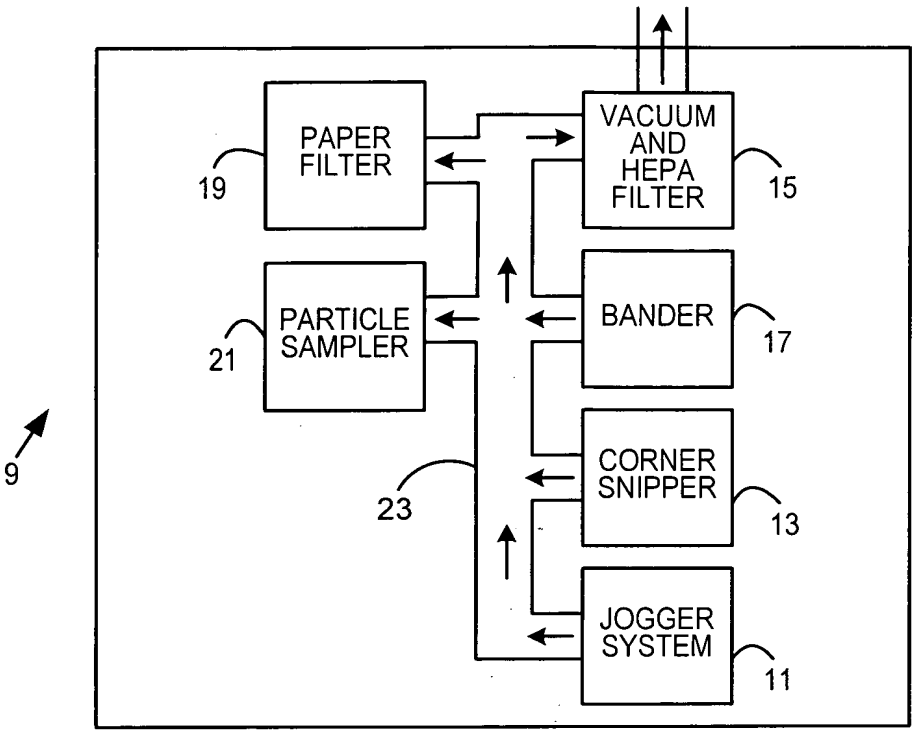 PAPER
FILTER
19
VACUUM
AND
HEPA
FILTER
15
PARTICLE
SAMPLER
21
BANDER
17
9
23
CORNER
SNIPPER
13
JOGGER
SYSTEM
11